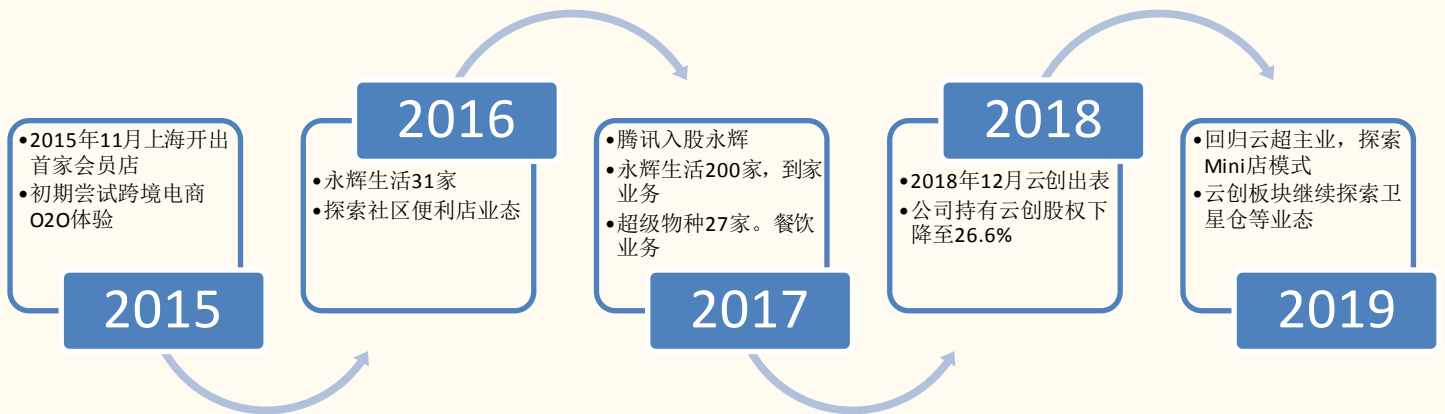 •2015年11月上海开出
首家会员店
•初期尝试跨境电商
O2O体验
2015
2016
•永辉生活31家
•探索社区便利店业态
•腾讯入股永辉
•永辉生活200家，到家
业务
•超级物种27家。餐饮
业务
2017
2018
•2018年12月云创出表
•公司持有云创股权下
降至26.6%
•回归云超主业，探索
Mini店模式
•云创板块继续探索卫
星仓等业态
2019